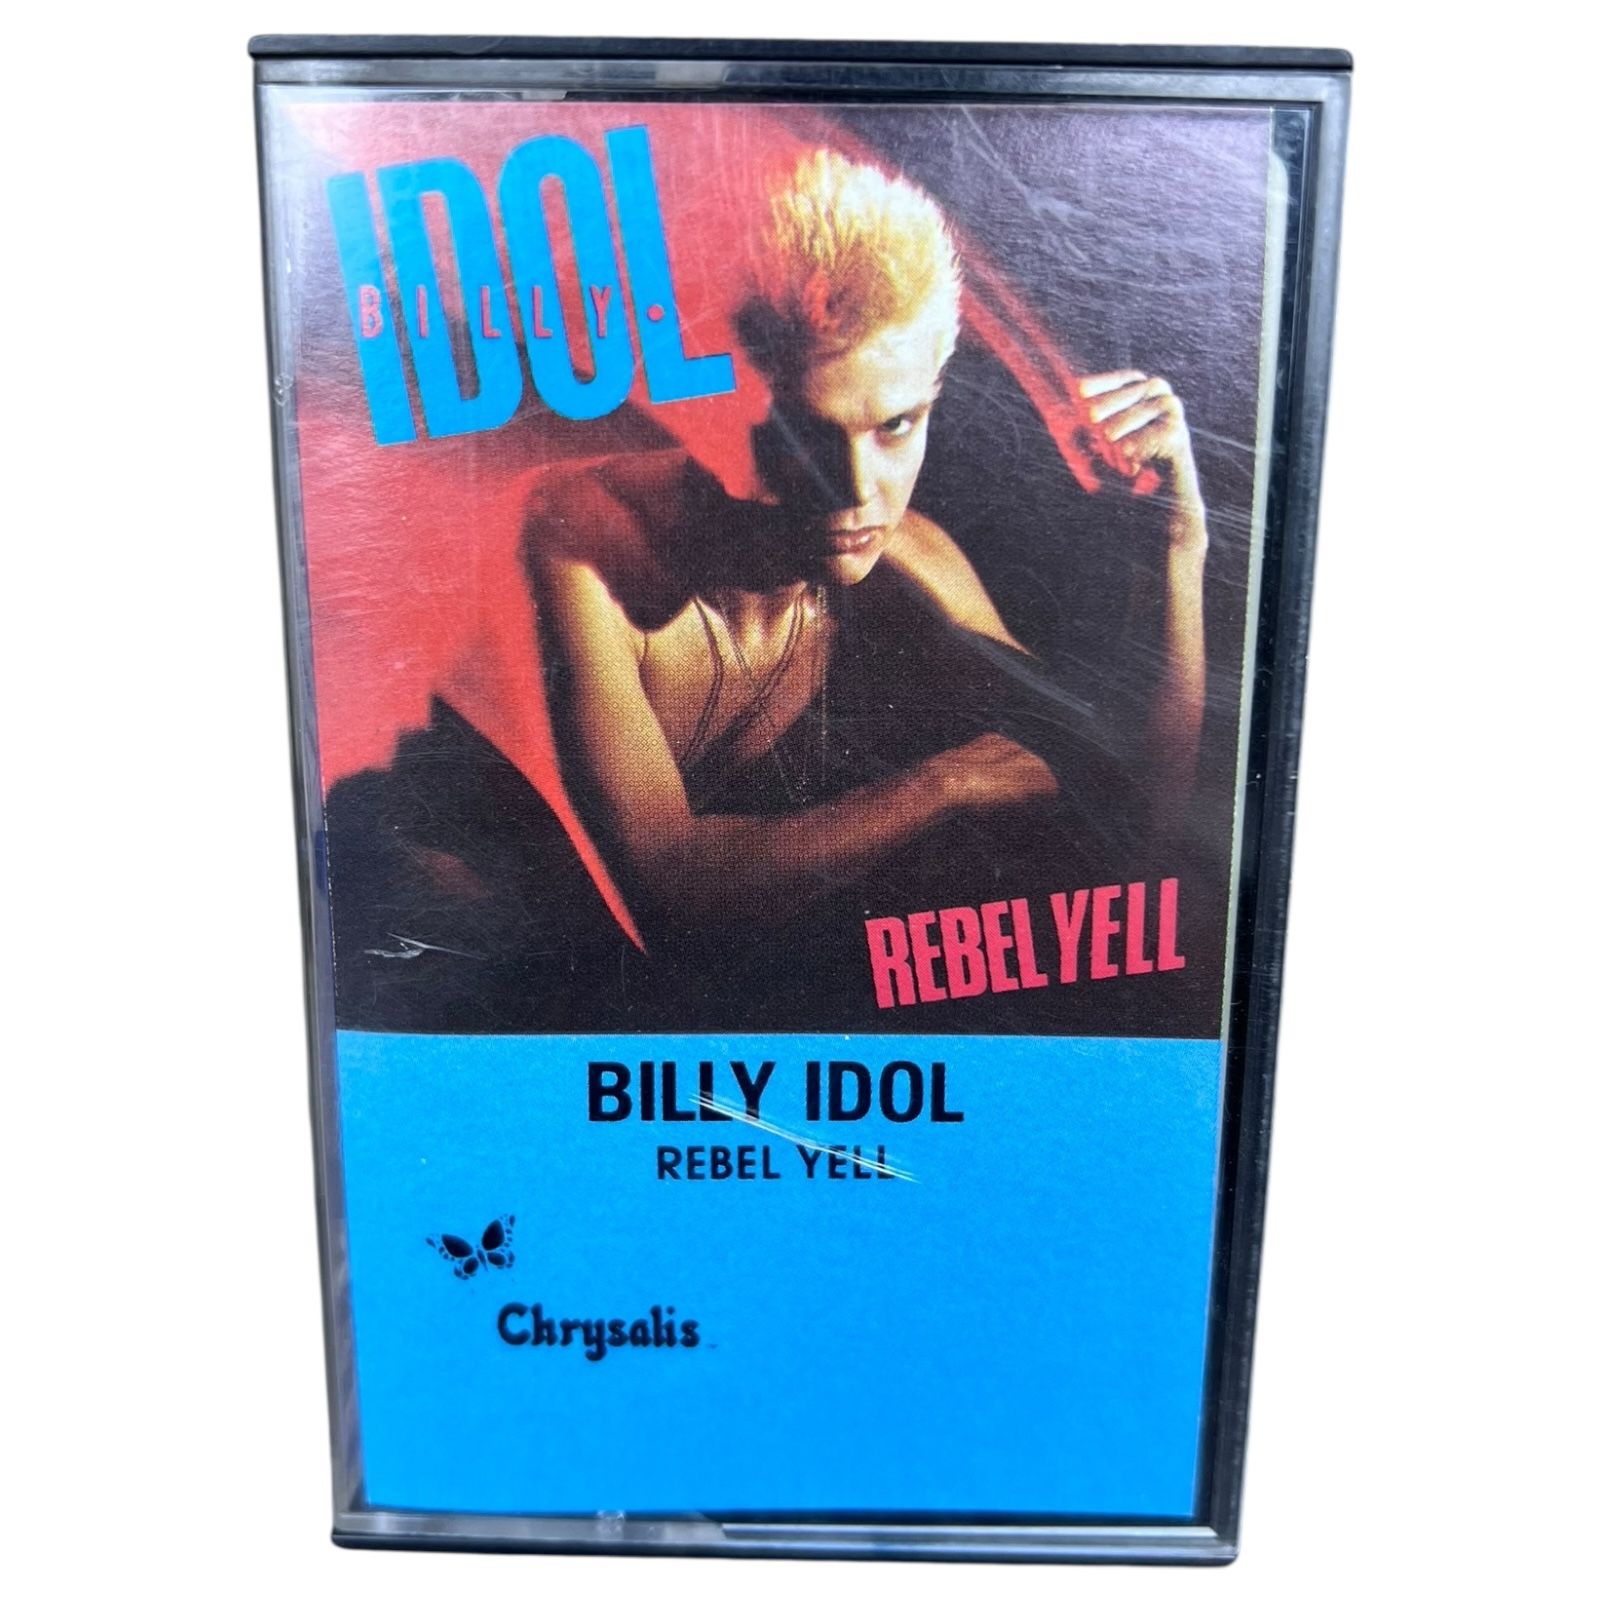 IDOL
BILLY.
REBEL YELL
BILLY IDOL
REBEL YELL
Chrysalis